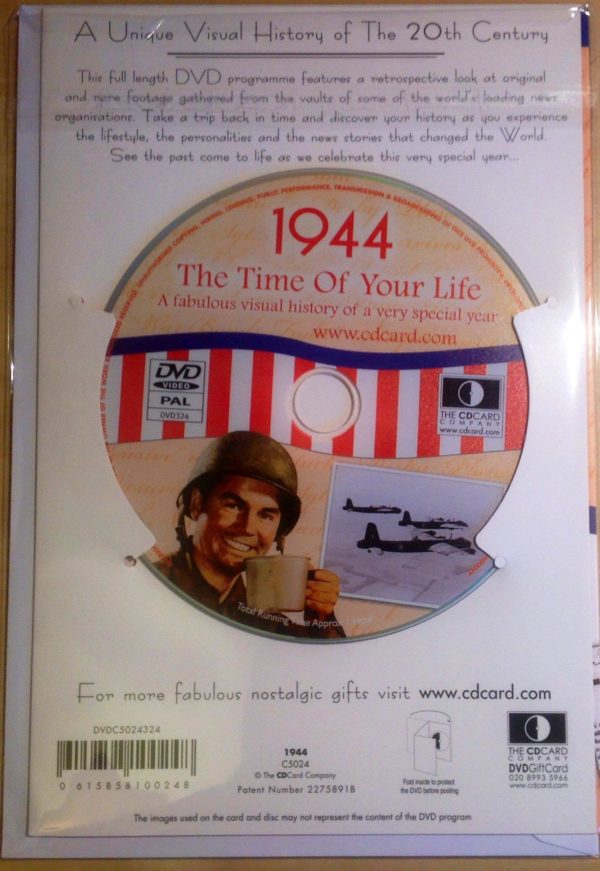 A Unique Visual History of The 20th Century
This full length DVD programme features a retrospective look at original
and rare footage gathered from the vaults of some of the world's leading news
organisations. Take a trip back in time and discover your history as you experience
the lifestyle, the personalities and the news stories that changed the World.
See the past come to life as we celebrate this very special year...
1944
The Time Of Your Life
A fabulous visual history of a very special year
www.cdcard.com
DVD
VIDEO
PAL
DVD324
THE CDCARD
COMPANY
www.cdcard.com
Total Running Time Approx 1 Hour
For more fabulous nostalgic gifts visit www.cdcard.com
DVDC5024324
0 615858 100248
1944
C5024
© The CDCard Company
Patent Number 2275891B
1
Fold inside to protect
the DVD before posting
THE CDCARD
COMPANY
DVDGiftCard
020 8993 5966
www.cdcard.com
The images used on the card and disc may not represent the content of the DVD program